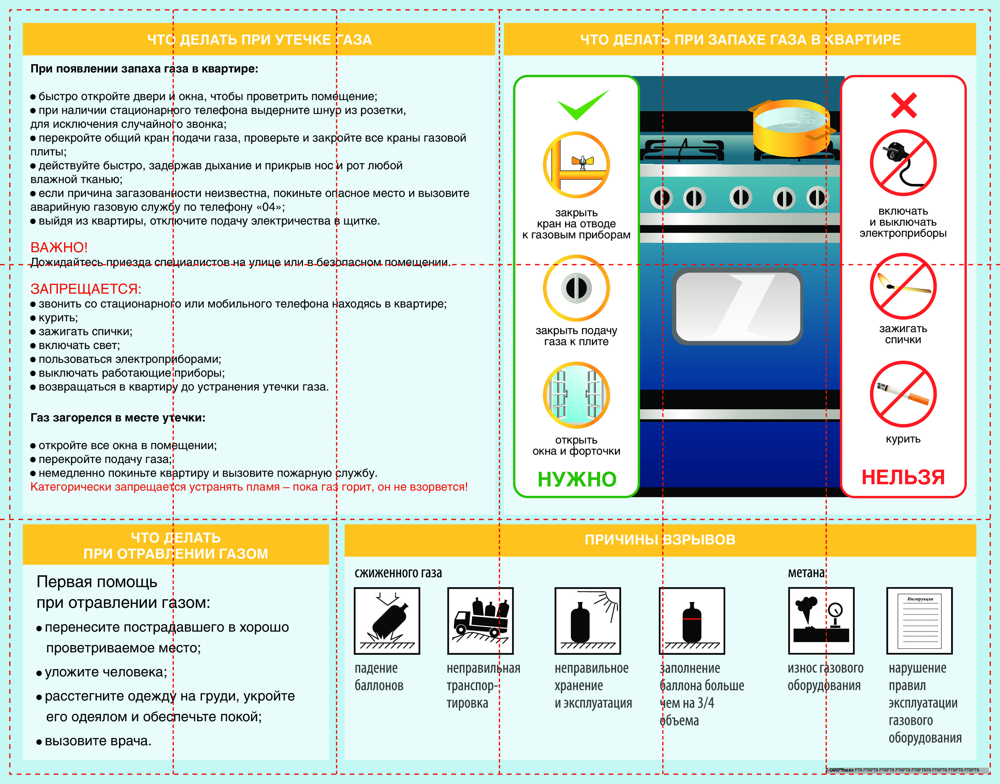 ЧТО ДЕЛАТЬ ПРИ УТЕЧКЕ ГАЗА
При появлении запаха газа в квартире:
● быстро откройте двери и окна, чтобы проветрить помещение;
● при наличии стационарного телефона выдерните шнур из розетки,
для исключения случайного звонка;
● перекройте общий кран подачи газа, проверьте и закройте все краны газовой
плиты;
● действуйте быстро, задержав дыхание и прикрыв нос и рот любой
влажной тканью;
● если причина загазованности неизвестна, покиньте опасное место и вызовите
аварийную газовую службу по телефону «04»;
● выйдя из квартиры, отключите подачу электричества в щитке.
ВАЖНО!
Дожидайтесь приезда специалистов на улице или в безопасном помещении.
ЗАПРЕЩАЕТСЯ:
● звонить со стационарного или мобильного телефона находясь в квартире;
● курить;
● зажигать спички;
● включать свет;
● пользоваться электроприборами;
● выключать работающие приборы;
● возвращаться в квартиру до устранения утечки газа.
Газ загорелся в месте утечки:
● откройте все окна в помещении;
● перекройте подачу газа;
● немедленно покиньте квартиру и вызовите пожарную службу.
Категорически запрещается устранять пламя – пока газ горит, он не взорвется!
ЧТО ДЕЛАТЬ ПРИ ЗАПАХЕ ГАЗА В КВАРТИРЕ
закрыть
кран на отводе
к газовым приборам
закрыть подачу
газа к плите
открыть
окна и форточки
НУЖНО
включать
и выключать
электроприборы
зажигать
спички
курить
НЕЛЬЗЯ
ЧТО ДЕЛАТЬ
ПРИ ОТРАВЛЕНИИ ГАЗОМ
Первая помощь
при отравлении газом:
● перенесите пострадавшего в хорошо
проветриваемое место;
● уложите человека;
● расстегните одежду на груди, укройте
его одеялом и обеспечьте покой;
● вызовите врача.
ПРИЧИНЫ ВЗРЫВОВ
сжиженного газа
падение
баллонов
неправильная
транспор-
тировка
неправильное
хранение
и эксплуатация
заполнение
баллона больше
чем на 3/4
объема
метана
износ газового
оборудования
Инструкция
нарушение
правил
эксплуатации
газового
оборудования
Z-CARD®Russia PTN PTNPTN PTNPTN PTNPTN PTNPTNTN PTNPTN PTNPTN PTNPTN